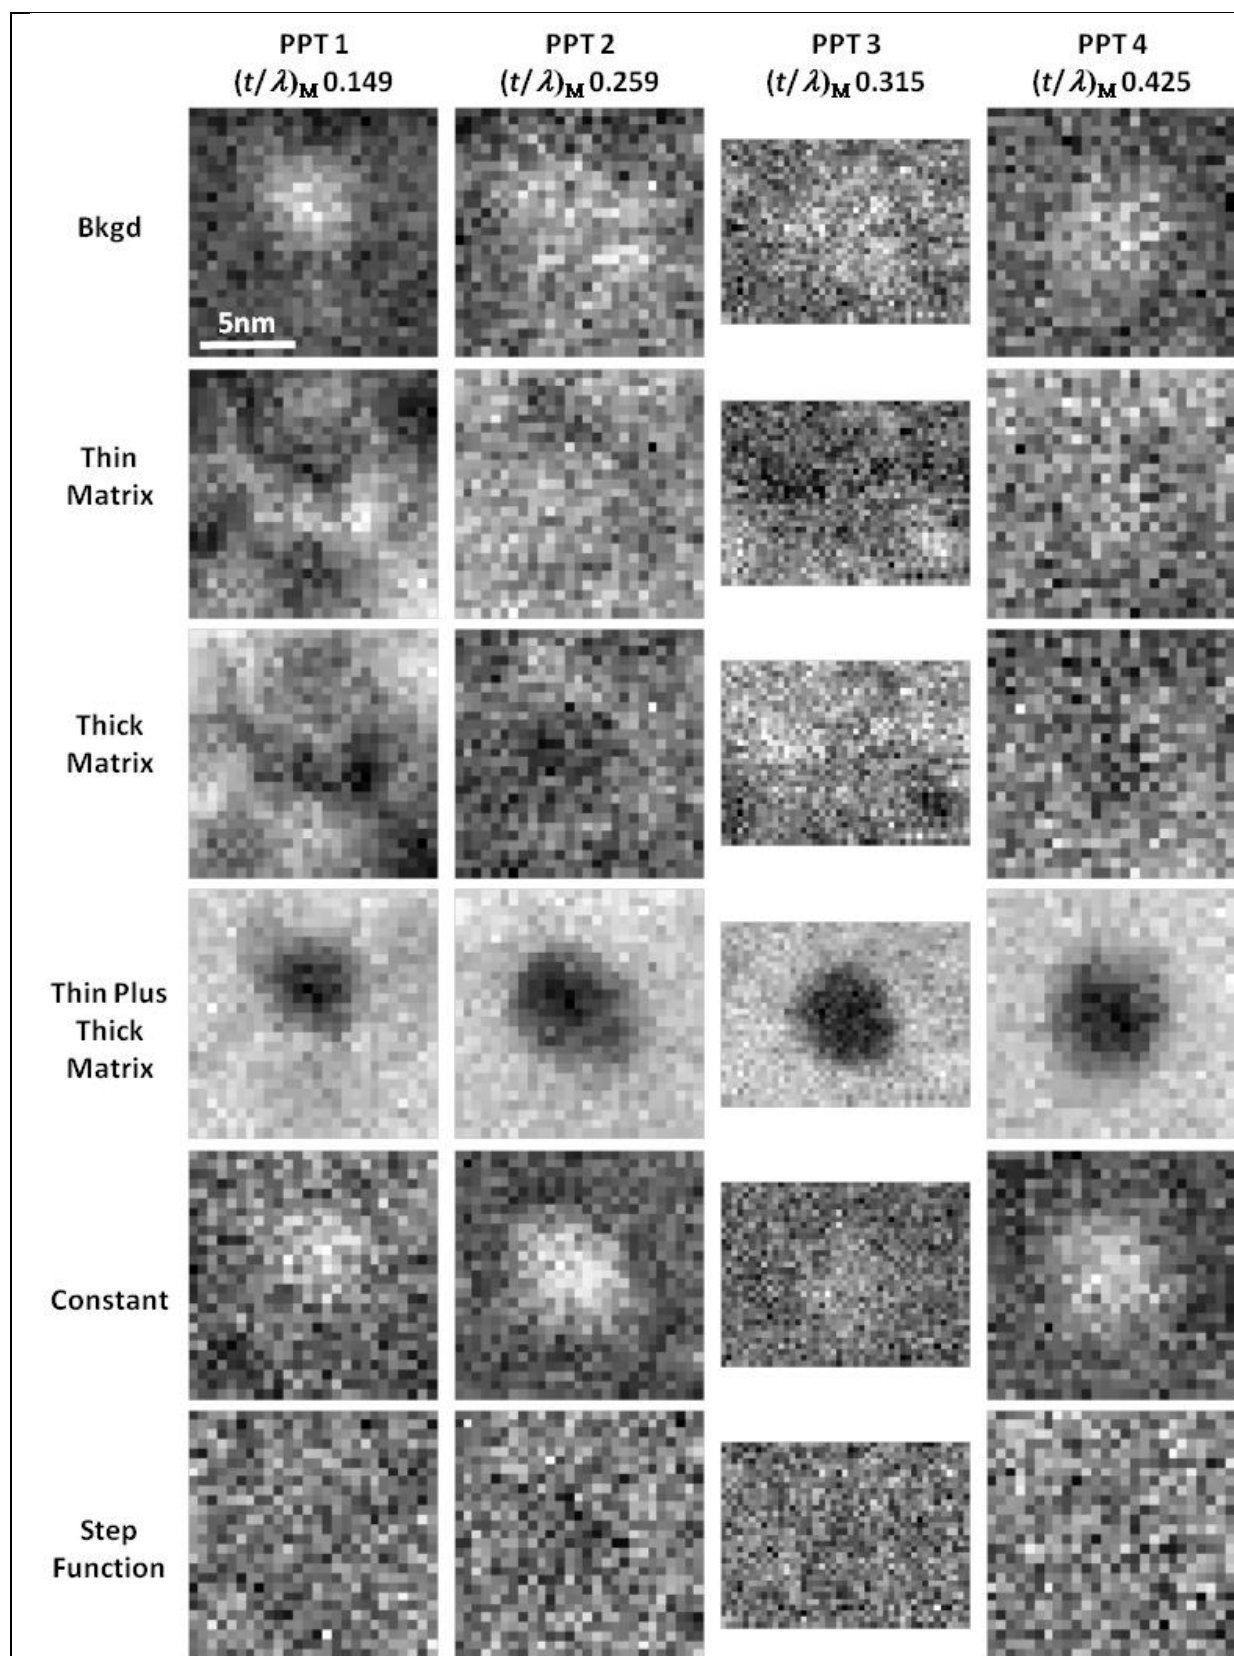 PPT 1 PPT 2 PPT 3 PPT 4
(t/λ)M 0.149 (t/λ)M 0.259 (t/λ)M 0.315 (t/λ)M 0.425
Bkgd
5nm
Thin
Matrix
Thick
Matrix
Thin Plus
Thick
Matrix
Constant
Step
Function